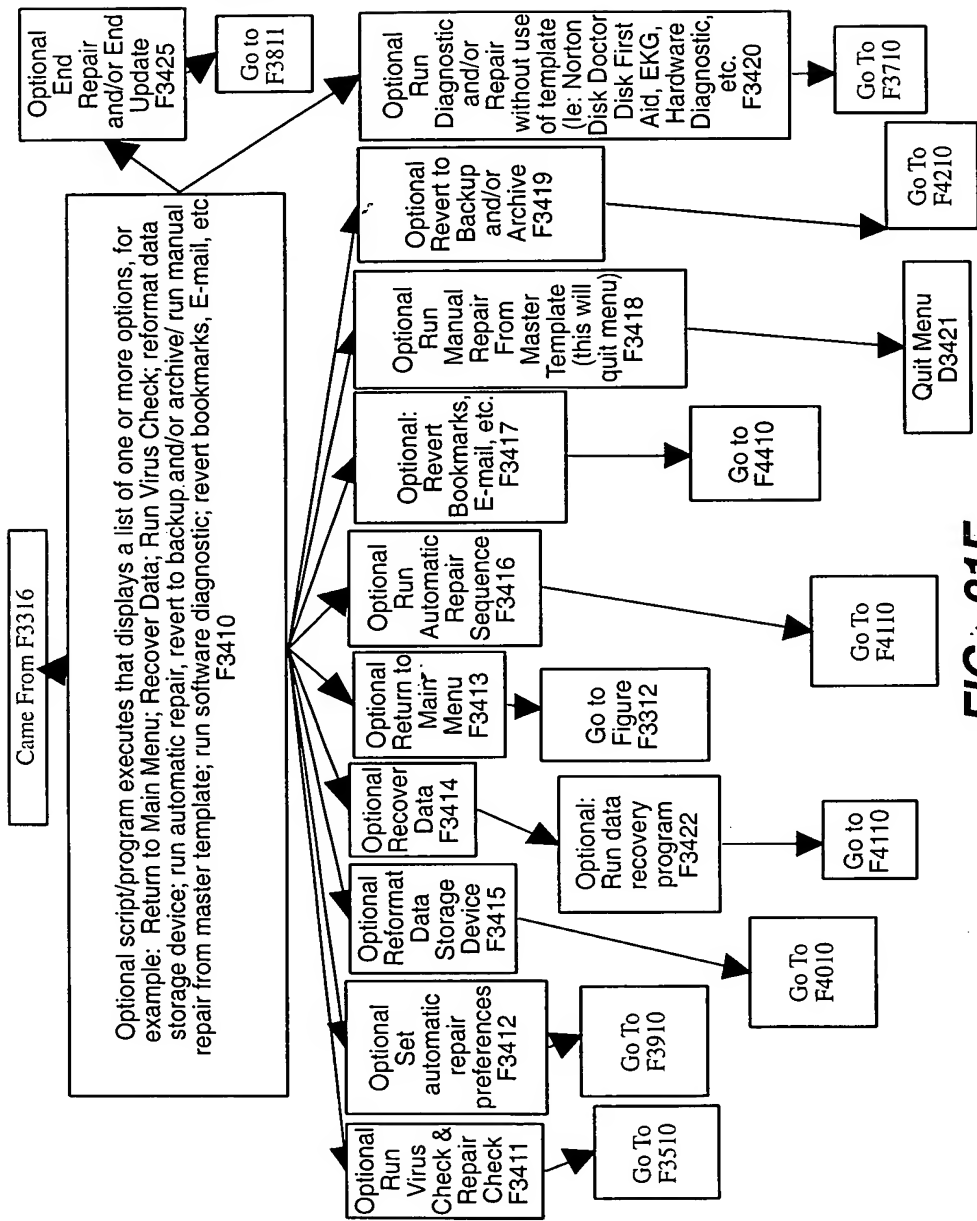 Came From F3316
Optional script/program executes that displays a list of one or more options, for
example: Return to Main Menu; Recover Data; Run Virus Check; reformat data
storage device; run automatic repair, revert to backup and/or archive/ run manual
repair from master template; run software diagnostic; revert bookmarks, E-mail, etc.
F3410
Optional
End
Repair
and/or End
Update
F3425
Go to
F3811
Optional
Run
Virus
Check &
Repair
Check
F3411
Go To
F3510
Optional
Set
automatic
repair
preferences
F3412
Go To
F3910
Optional
Reformat
Data
Storage
Device
F3415
Go To
F4010
Optional
Recover
Data
F3414
Optional:
Run data
recovery
program
F3422
Go to
F4110
Optional
Return to
Main
Menu
F3413
Go to
Figure
F3312
Optional
Run
Automatic
Repair
Sequence
F3416
Go To
F4110
Optional:
Revert
Bookmarks,
E-mail, etc.
F3417
Go to
F4410
Optional
Run
Manual
Repair
From
Master
Template
(this will
quit menu)
F3418
Quit Menu
D3421
Optional
Revert to
Backup
and/or
Archive
F3419
Go To
F4210
Optional
Run
Diagnostic
and/or
Repair
without use
of template
(Ie: Norton
Disk Doctor
Disk First
Aid, EKG,
Hardware
Diagnostic,
etc.
F3420
Go To
F3710
FIG.